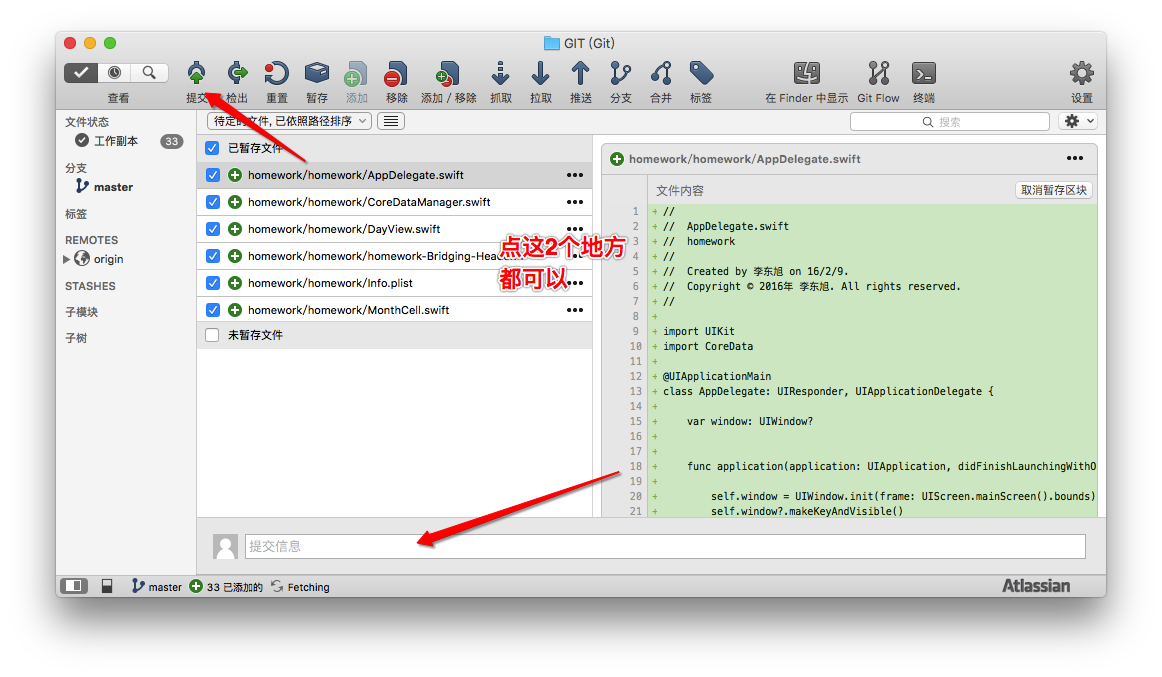 GIT (Git)
查看 提交 检出 重置 暂存 添加 移除 添加 / 移除 抓取 拉取 推送 分支 合并 标签 在 Finder 中显示 Git Flow 终端 设置
文件状态
工作副本 33
分支
master
标签
REMOTES
origin
STASHES
子模块
子树
待定的文件, 已依照路径排序
搜索
已暂存文件
homework/homework/AppDelegate.swift
homework/homework/CoreDataManager.swift
homework/homework/DayView.swift
homework/homework/homework-Bridging-Hea
homework/homework/Info.plist
homework/homework/MonthCell.swift
未暂存文件
点这2个地方
都可以
homework/homework/AppDelegate.swift
文件内容 取消暂存区块
1 + //
2 + //  AppDelegate.swift
3 + //  homework
4 + //
5 + //  Created by 李东旭 on 16/2/9.
6 + //  Copyright © 2016年 李东旭. All rights reserved.
7 + //
8 +
9 + import UIKit
10 + import CoreData
11 +
12 + @UIApplicationMain
13 + class AppDelegate: UIResponder, UIApplicationDelegate {
14 +
15 +     var window: UIWindow?
16 +
17 +
18 +     func application(application: UIApplication, didFinishLaunchingWithO
19 +
20 +         self.window = UIWindow.init(frame: UIScreen.mainScreen().bounds)
21 +         self.window?.makeKeyAndVisible()
提交信息
master 33 已添加的 Fetching
Atlassian